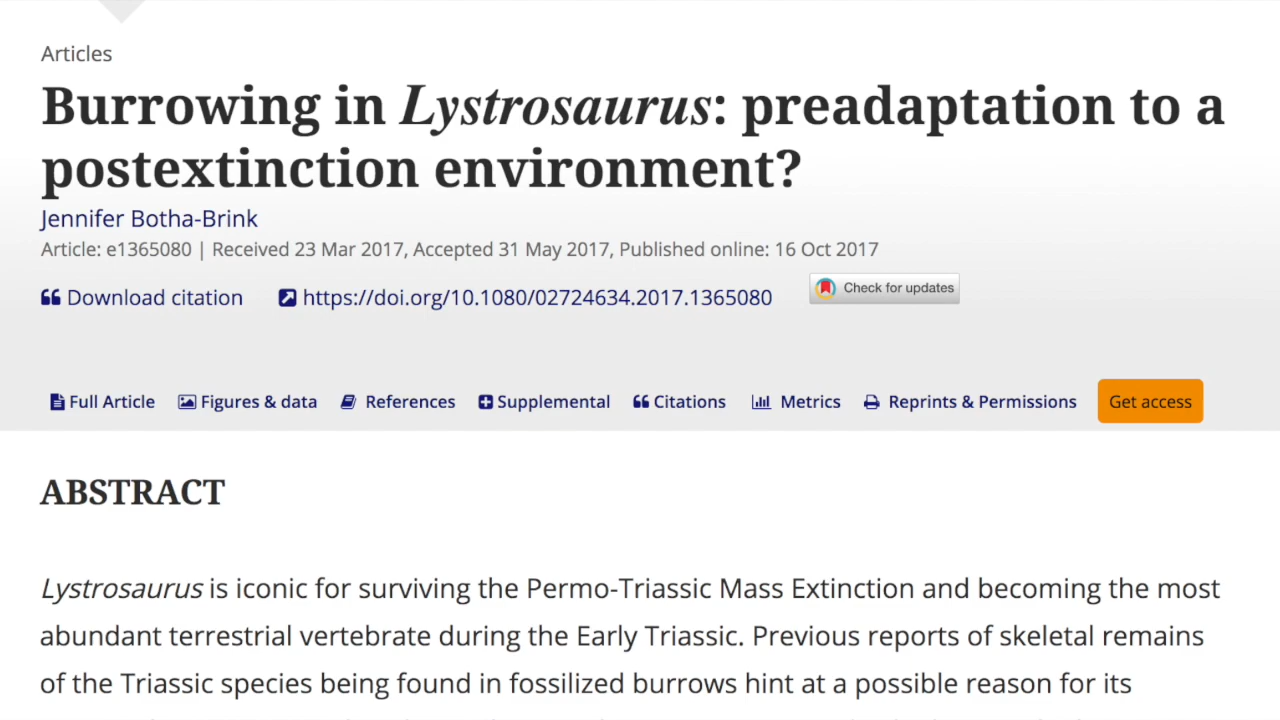 Articles
Burrowing in Lystrosaurus: preadaptation to a
postextinction environment?
Jennifer Botha-Brink
Article: e1365080 | Received 23 Mar 2017, Accepted 31 May 2017, Published online: 16 Oct 2017
Download citation https://doi.org/10.1080/02724634.2017.1365080 Check for updates
Full Article Figures & data References Supplemental Citations Metrics Reprints & Permissions Get access
ABSTRACT
Lystrosaurus is iconic for surviving the Permo-Triassic Mass Extinction and becoming the most
abundant terrestrial vertebrate during the Early Triassic. Previous reports of skeletal remains
of the Triassic species being found in fossilized burrows hint at a possible reason for its